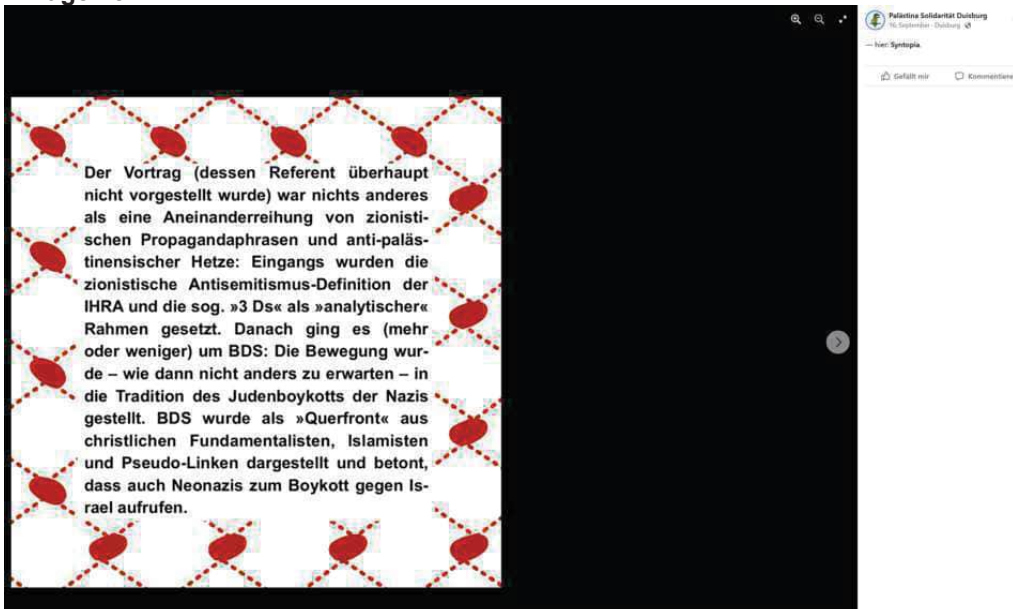 Der Vortrag (dessen Referent überhaupt
nicht vorgestellt wurde) war nichts anderes
als eine Aneinanderreihung von zionisti-
schen Propagandaphrasen und anti-paläs-
tinensischer Hetze: Eingangs wurden die
zionistische Antisemitismus-Definition der
IHRA und die sog. »3 Ds« als »analytischer«
Rahmen gesetzt. Danach ging es (mehr
oder weniger) um BDS: Die Bewegung wur-
de – wie dann nicht anders zu erwarten – in
die Tradition des Judenboykotts der Nazis
gestellt. BDS wurde als »Querfront« aus
christlichen Fundamentalisten, Islamisten
und Pseudo-Linken dargestellt und betont,
dass auch Neonazis zum Boykott gegen Is-
rael aufrufen.
Palästina Solidarität Duisburg
September · Duisburg
— hier: Syntopia.
Gefällt mir
Kommentiere